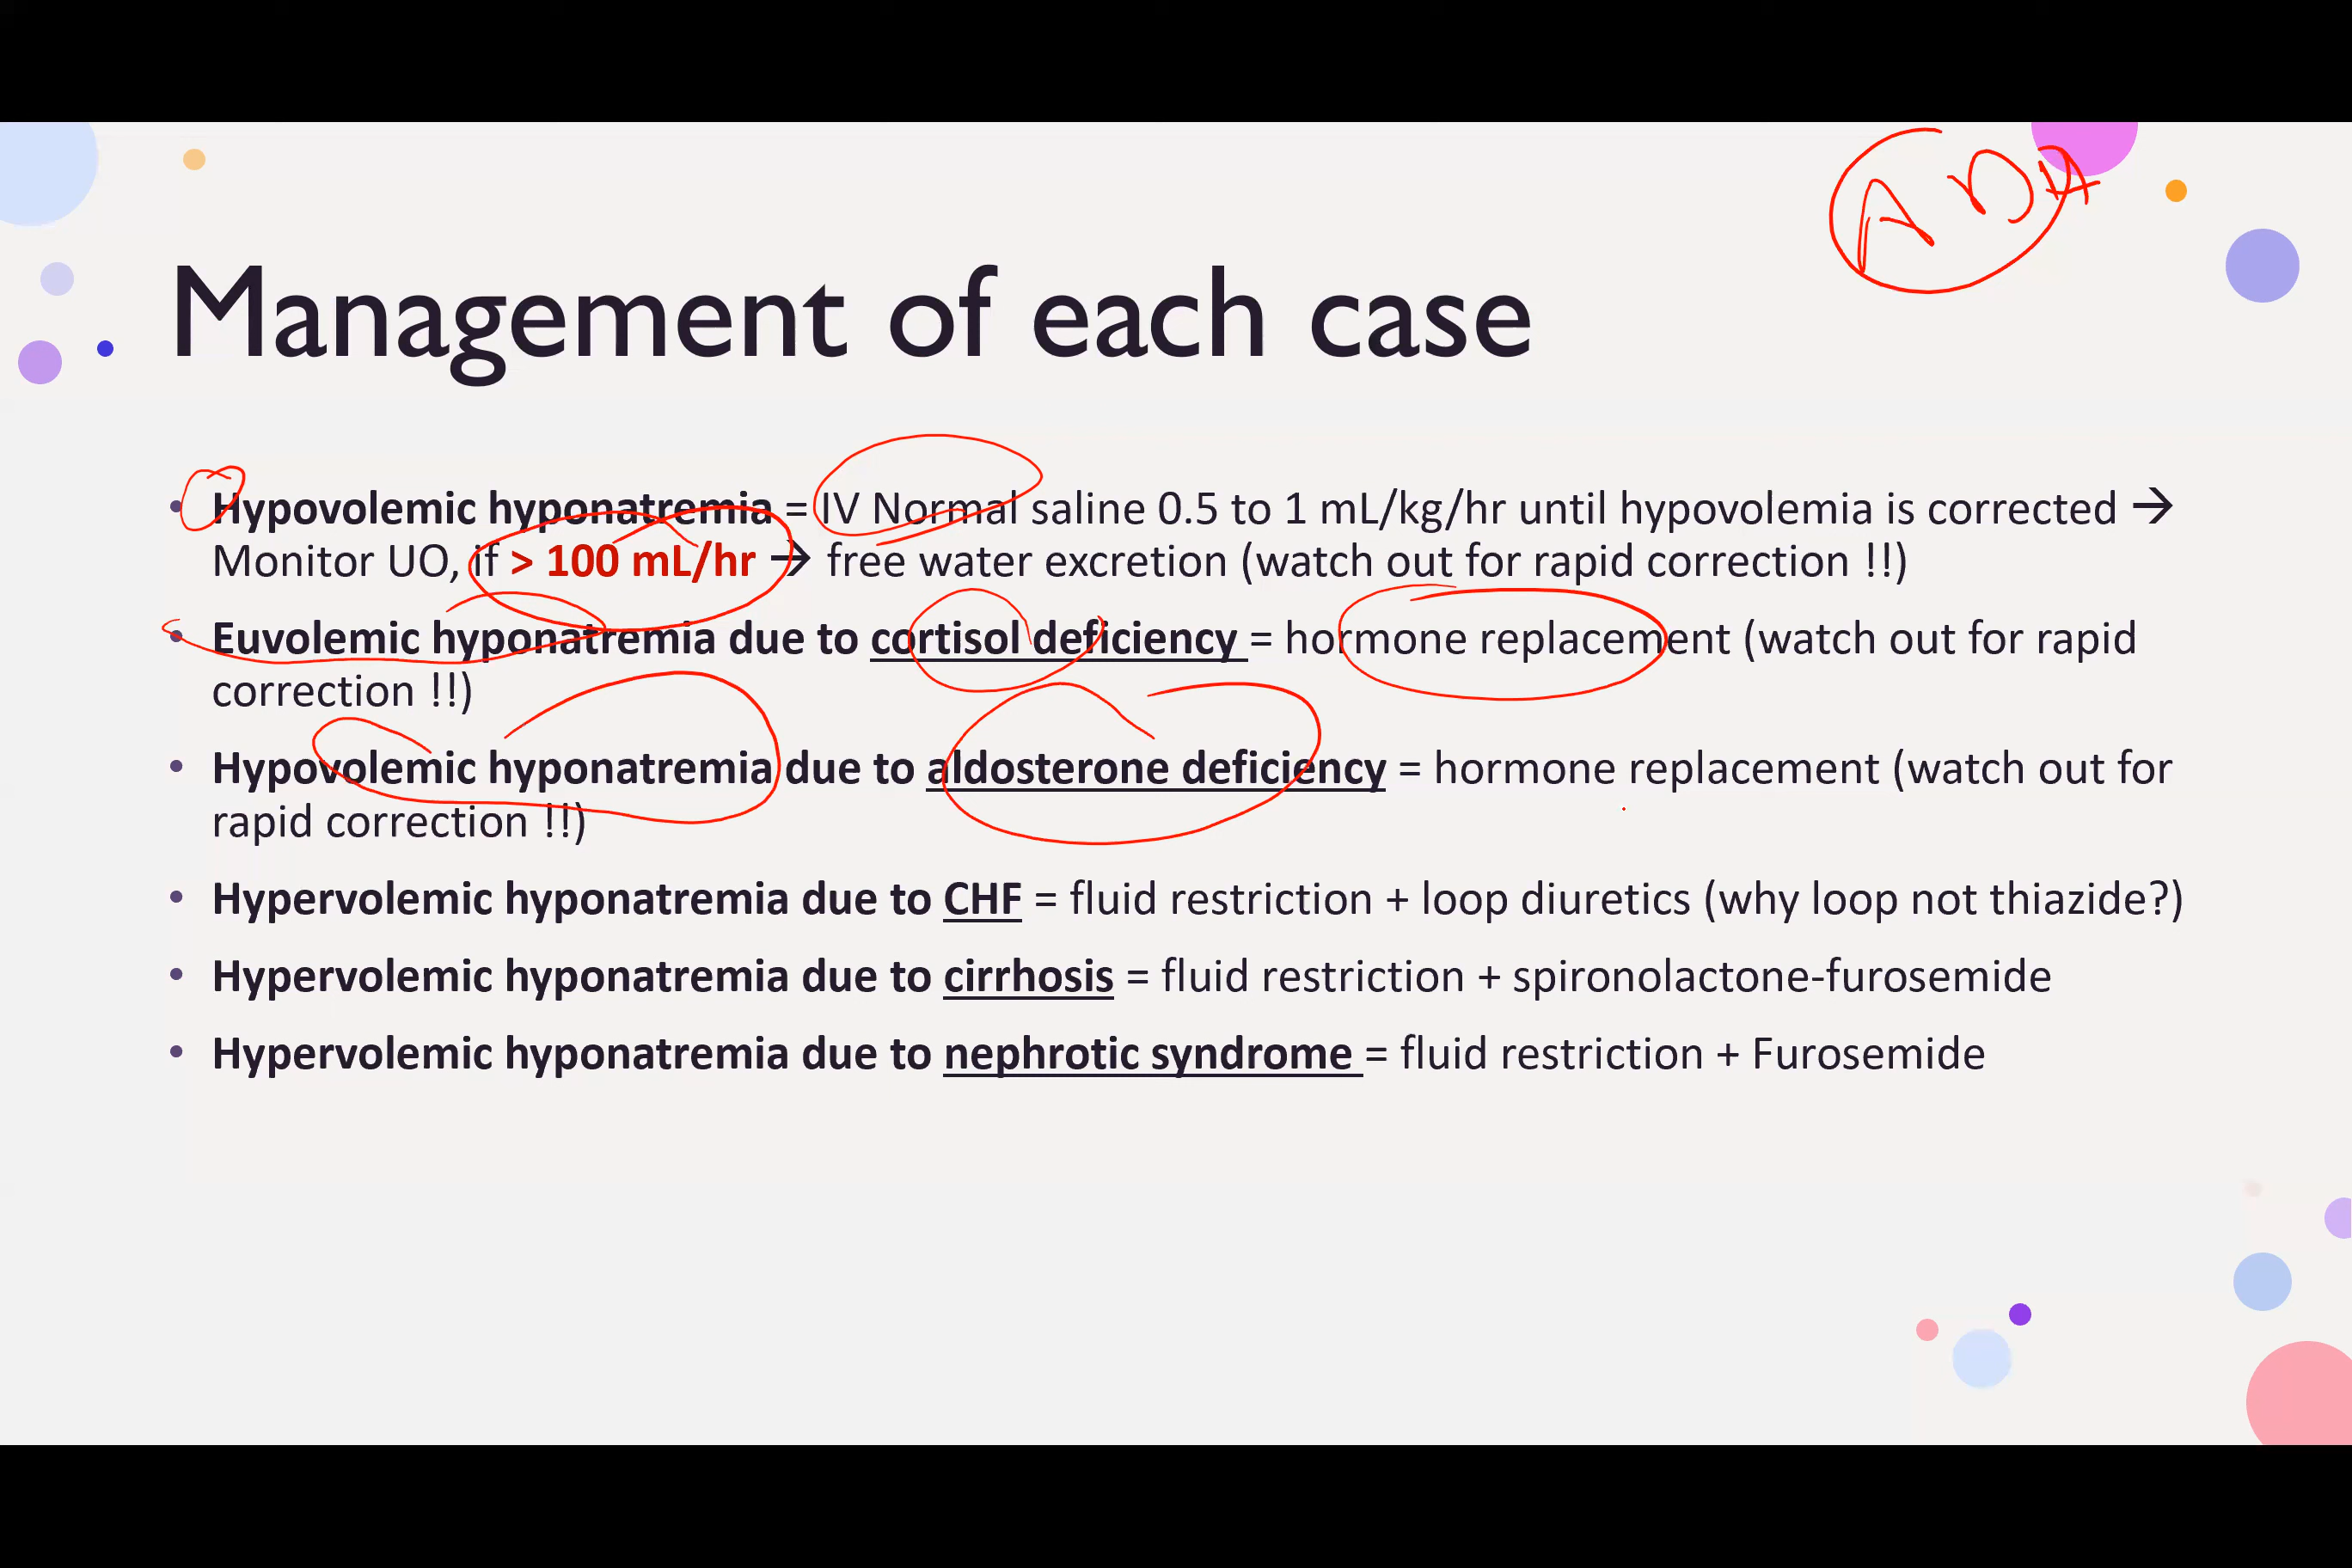 ADH
Management of each case
• Hypovolemic hyponatremia = IV Normal saline 0.5 to 1 mL/kg/hr until hypovolemia is corrected →
Monitor UO, if > 100 mL/hr → free water excretion (watch out for rapid correction !!)
• Euvolemic hyponatremia due to cortisol deficiency = hormone replacement (watch out for rapid
correction !!)
• Hypovolemic hyponatremia due to aldosterone deficiency = hormone replacement (watch out for
rapid correction !!)
• Hypervolemic hyponatremia due to CHF = fluid restriction + loop diuretics (why loop not thiazide?)
• Hypervolemic hyponatremia due to cirrhosis = fluid restriction + spironolactone-furosemide
• Hypervolemic hyponatremia due to nephrotic syndrome = fluid restriction + Furosemide